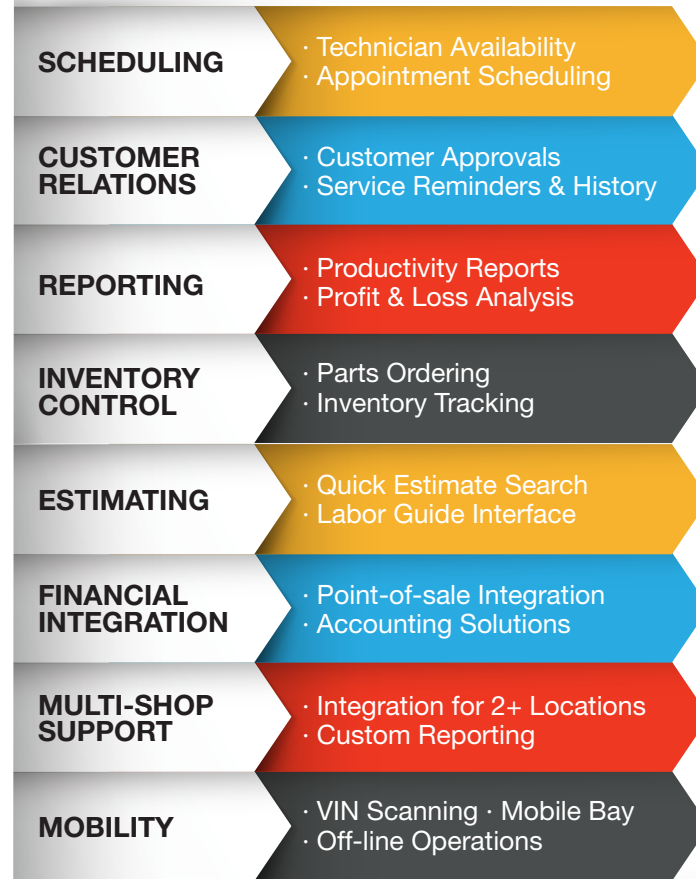 SCHEDULING
· Technician Availability
· Appointment Scheduling
CUSTOMER
RELATIONS
· Customer Approvals
· Service Reminders & History
REPORTING
· Productivity Reports
· Profit & Loss Analysis
INVENTORY
CONTROL
· Parts Ordering
· Inventory Tracking
ESTIMATING
· Quick Estimate Search
· Labor Guide Interface
FINANCIAL
INTEGRATION
· Point-of-sale Integration
· Accounting Solutions
MULTI-SHOP
SUPPORT
· Integration for 2+ Locations
· Custom Reporting
MOBILITY
· VIN Scanning · Mobile Bay
· Off-line Operations